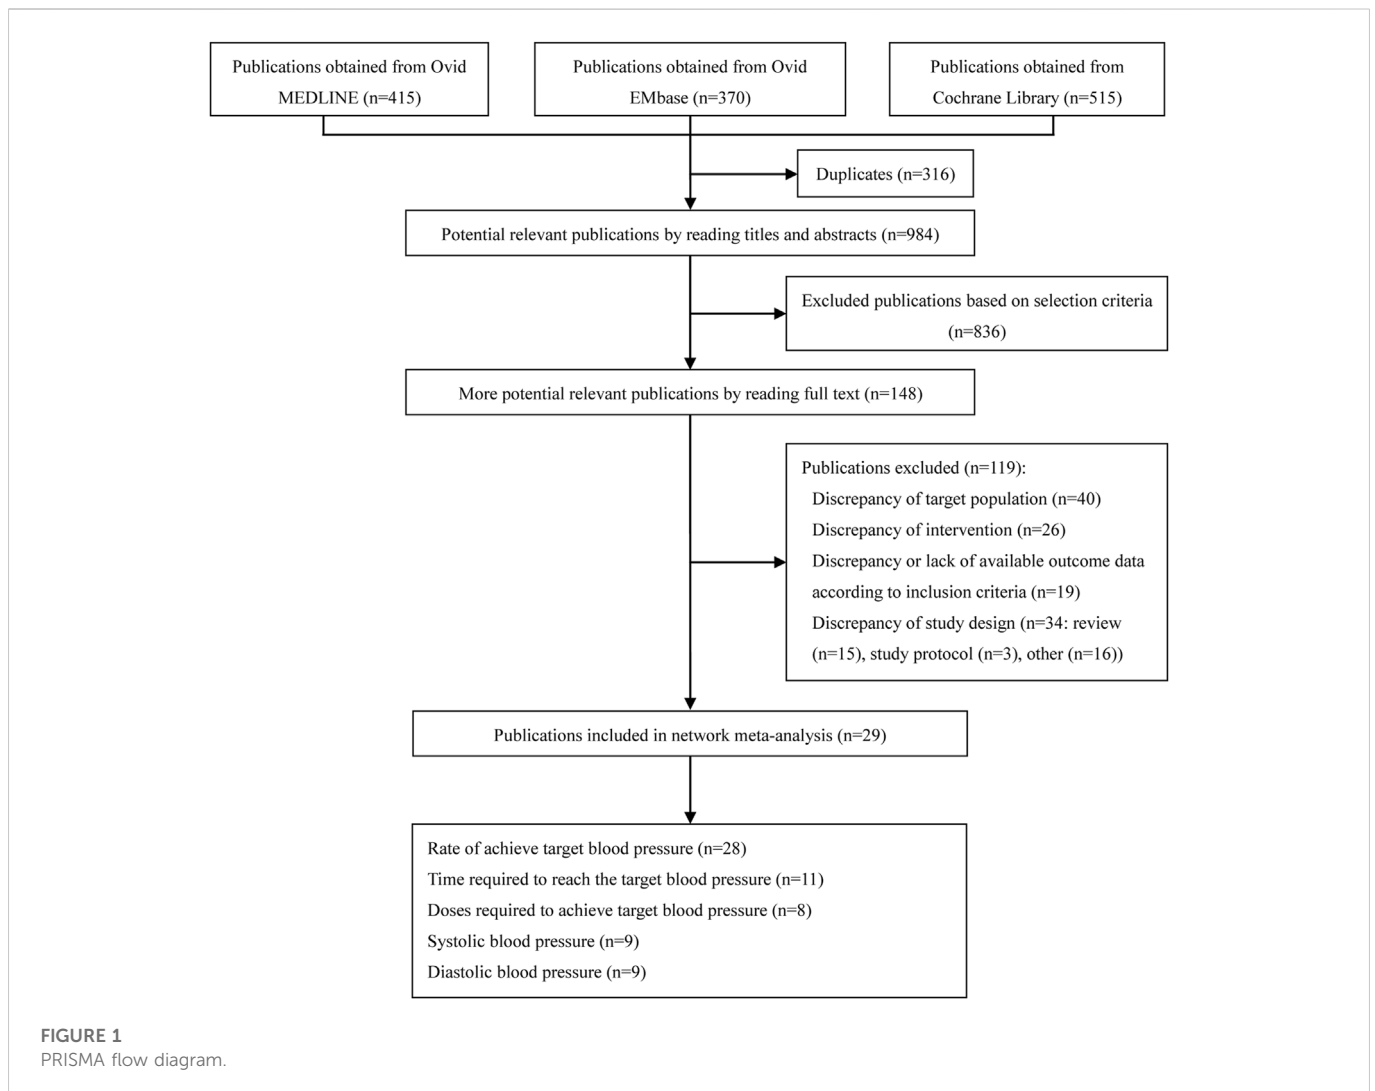 Publications obtained from Ovid
MEDLINE (n=415)
Publications obtained from Ovid
EMbase (n=370)
Publications obtained from
Cochrane Library (n=515)
Duplicates (n=316)
Potential relevant publications by reading titles and abstracts (n=984)
Excluded publications based on selection criteria
(n=836)
More potential relevant publications by reading full text (n=148)
Publications excluded (n=119):
Discrepancy of target population (n=40)
Discrepancy of intervention (n=26)
Discrepancy or lack of available outcome data
according to inclusion criteria (n=19)
Discrepancy of study design (n=34: review
(n=15), study protocol (n=3), other (n=16))
Publications included in network meta-analysis (n=29)
Rate of achieve target blood pressure (n=28)
Time required to reach the target blood pressure (n=11)
Doses required to achieve target blood pressure (n=8)
Systolic blood pressure (n=9)
Diastolic blood pressure (n=9)
FIGURE 1
PRISMA flow diagram.